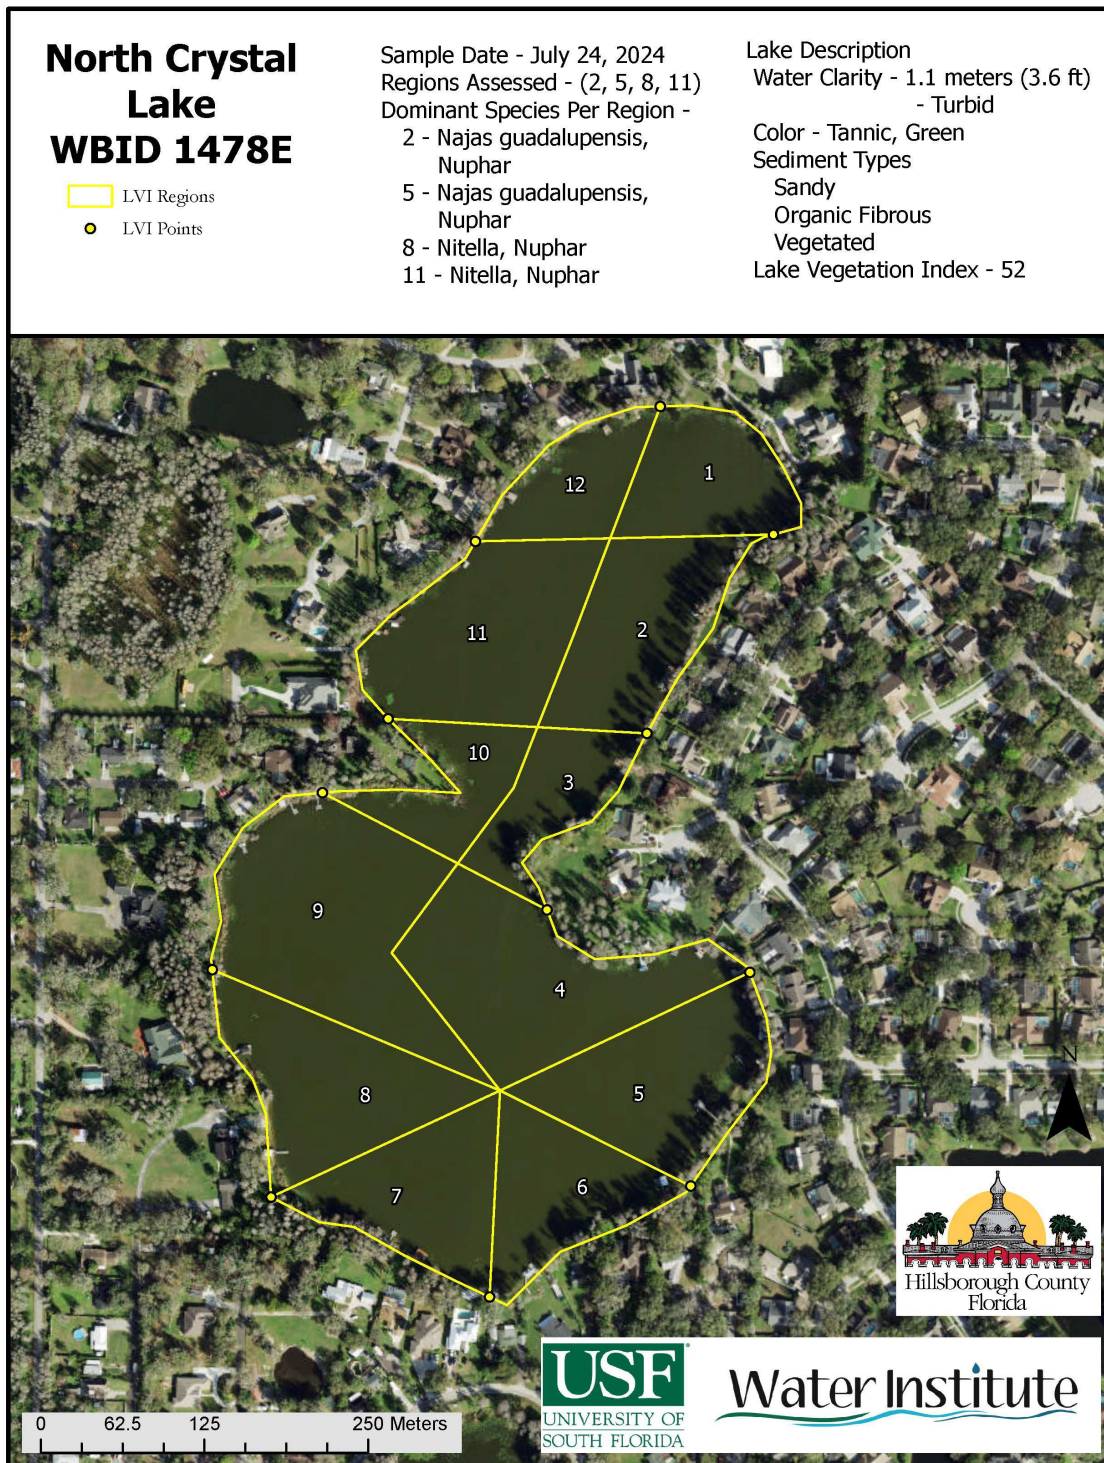 North Crystal
Lake
WBID 1478E
LVI Regions
LVI Points
Sample Date - July 24, 2024
Regions Assessed - (2, 5, 8, 11)
Dominant Species Per Region -
2 - Najas guadalupensis,
Nuphar
5 - Najas guadalupensis,
Nuphar
8 - Nitella, Nuphar
11 - Nitella, Nuphar
Lake Description
Water Clarity - 1.1 meters (3.6 ft)
- Turbid
Color - Tannic, Green
Sediment Types
Sandy
Organic Fibrous
Vegetated
Lake Vegetation Index - 52
1
12
2
11
10
3
9
4
8
5
7
6
N
Hillsborough County
Florida
0 62.5 125 250 Meters
USF
UNIVERSITY OF
SOUTH FLORIDA
Water Institute